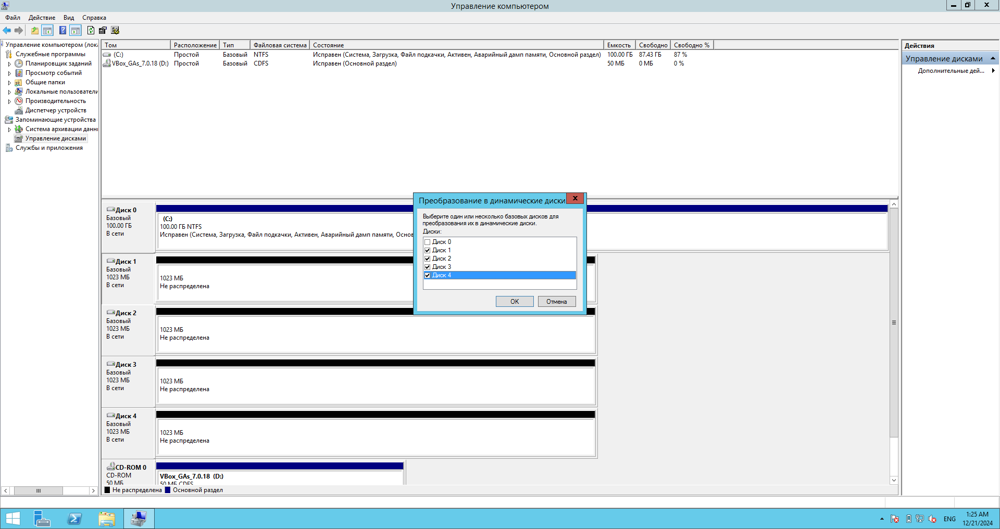 Управление компьютером
Файл Действие Вид Справка
Управление компьютером (лока
Служебные программы
Планировщик заданий
Просмотр событий
Общие папки
Локальные пользователи
Производительность
Диспетчер устройств
Запоминающие устройства
Система архивации данн
Управление дисками
Службы и приложения
Том Расположение Тип Файловая система Состояние Емкость Свободно Свободно %
(C:) Простой Базовый NTFS Исправен (Система, Загрузка, Файл подкачки, Активен, Аварийный дамп памяти, Основной раздел) 100.00 ГБ 87.43 ГБ 87 %
VBox_GAs_7.0.18 (D:) Простой Базовый CDFS Исправен (Основной раздел) 50 МБ 0 МБ 0 %
Действия
Управление дисками
Дополнительные дей...
Диск 0
Базовый
100.00 ГБ
В сети
(C:)
100.00 ГБ NTFS
Исправен (Система, Загрузка, Файл подкачки, Активен, Аварийный дамп памяти, Основ
Диск 1
Базовый
1023 МБ
В сети
1023 МБ
Не распределена
Диск 2
Базовый
1023 МБ
В сети
1023 МБ
Не распределена
Диск 3
Базовый
1023 МБ
В сети
1023 МБ
Не распределена
Диск 4
Базовый
1023 МБ
В сети
1023 МБ
Не распределена
CD-ROM 0
CD-ROM
50 МБ
VBox_GAs_7.0.18 (D:)
50 МБ CDFS
Не распределена Основной раздел
Преобразование в динамические диски
Выберите один или несколько базовых дисков для
преобразования их в динамические диски.
Диски:
Диск 0
Диск 1
Диск 2
Диск 3
Диск 4
OK Отмена
ENG
1:25 AM
12/21/2024